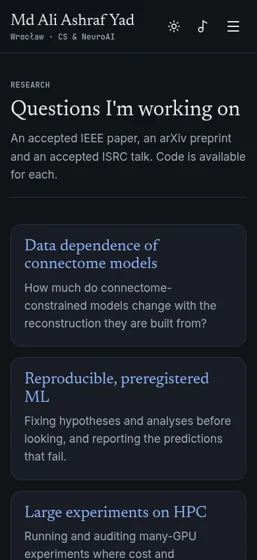 Md Ali Ashraf Yad
Wrocław · CS & NeuroAI
RESEARCH
Questions I'm working on
An accepted IEEE paper, an arXiv preprint
and an accepted ISRC talk. Code is available
for each.
Data dependence of
connectome models
How much do connectome-
constrained models change with the
reconstruction they are built from?
Reproducible, preregistered
ML
Fixing hypotheses and analyses before
looking, and reporting the predictions
that fail.
Large experiments on HPC
Running and auditing many-GPU
experiments where cost and